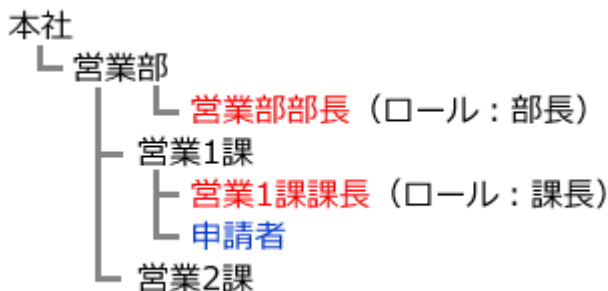 本社
営業部
営業部部長（ロール：部長）
営業1課
営業1課課長（ロール：課長）
申請者
営業2課